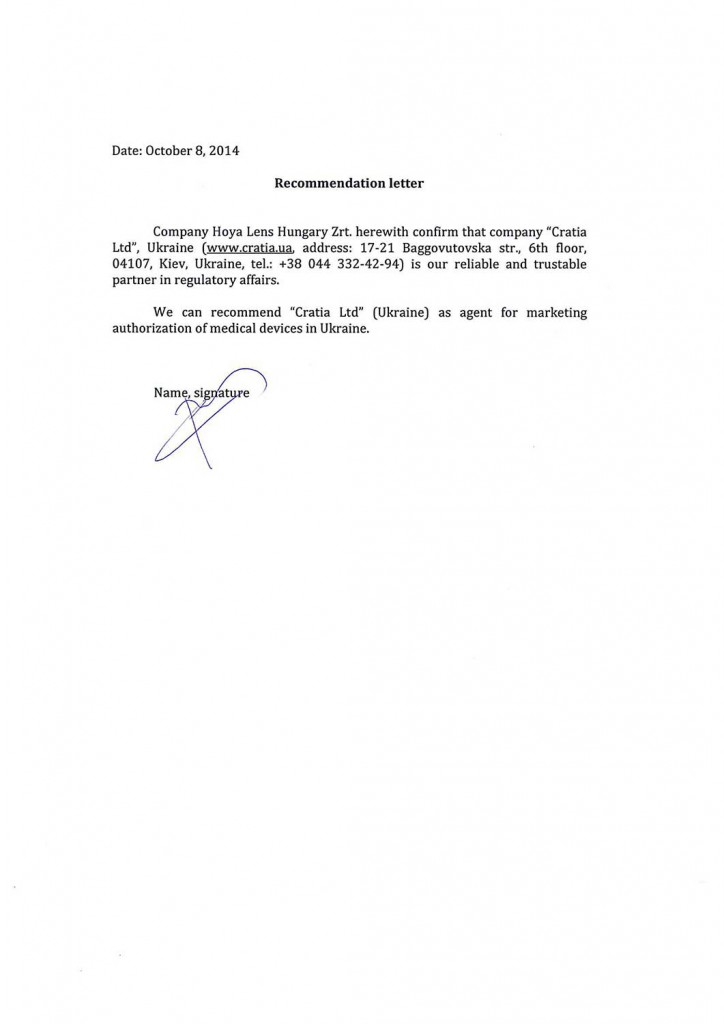 Date: October 8, 2014
Recommendation letter
Company Hoya Lens Hungary Zrt. herewith confirm that company “Cratia
Ltd”, Ukraine (www.cratia.ua, address: 17-21 Baggovutovska str., 6th floor,
04107, Kiev, Ukraine, tel.: +38 044 332-42-94) is our reliable and trustable
partner in regulatory affairs.
We can recommend “Cratia Ltd” (Ukraine) as agent for marketing
authorization of medical devices in Ukraine.
Name, signature